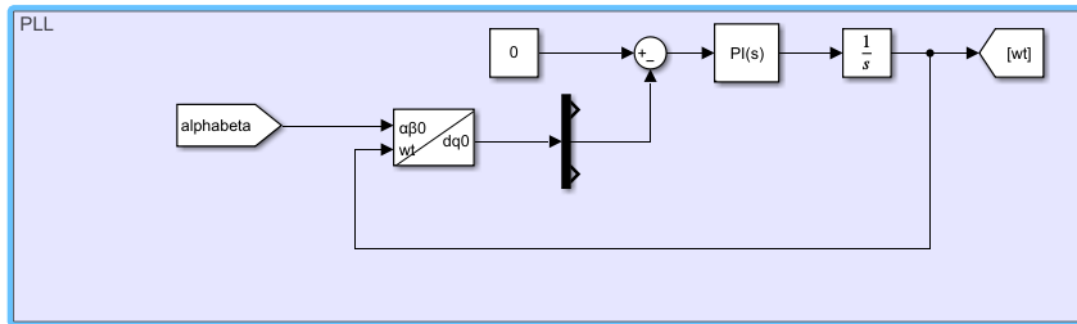 PLL
0
+
−
PI(s)
1
s
[wt]
alphabeta
αβ0
wt
dq0